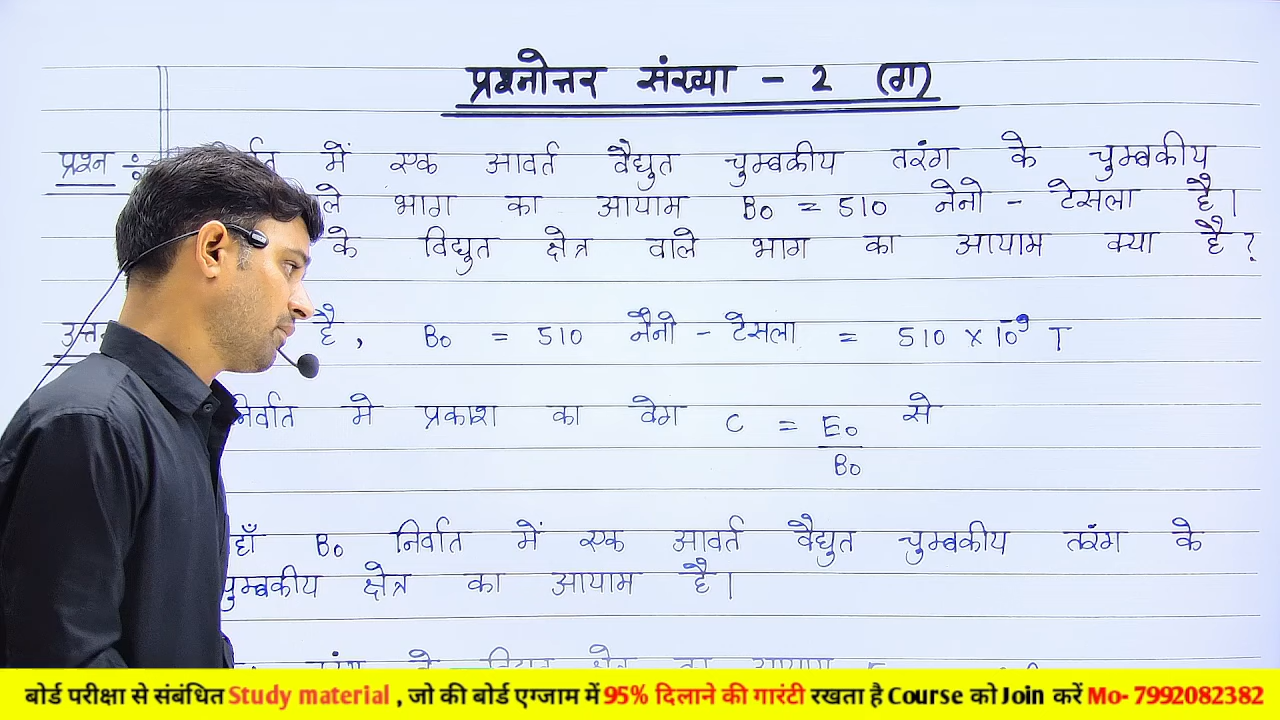 प्रश्नोत्तर संख्या - 2 (ग)
प्रश्न ÷ में एक आवर्त वैद्युत चुम्बकीय तरंग के चुम्बकीय
भाग का आयाम B₀ = 510 नेनो - टेसला है।
के विद्युत क्षेत्र वाले भाग का आयाम क्या है ?
है , B₀ = 510 नैनो - टेसला = 510 × 10⁻⁹ T
निर्वात मे प्रकाश का वेग C = E₀/B₀ से
B₀ निर्वात में एक आवर्त वैद्युत चुम्बकीय तरंग के
चुम्बकीय क्षेत्र का आयाम है।
बोर्ड परीक्षा से संबंधित Study material , जो की बोर्ड एग्जाम में 95% दिलाने की गारंटी रखता है Course को Join करें Mo- 7992082382